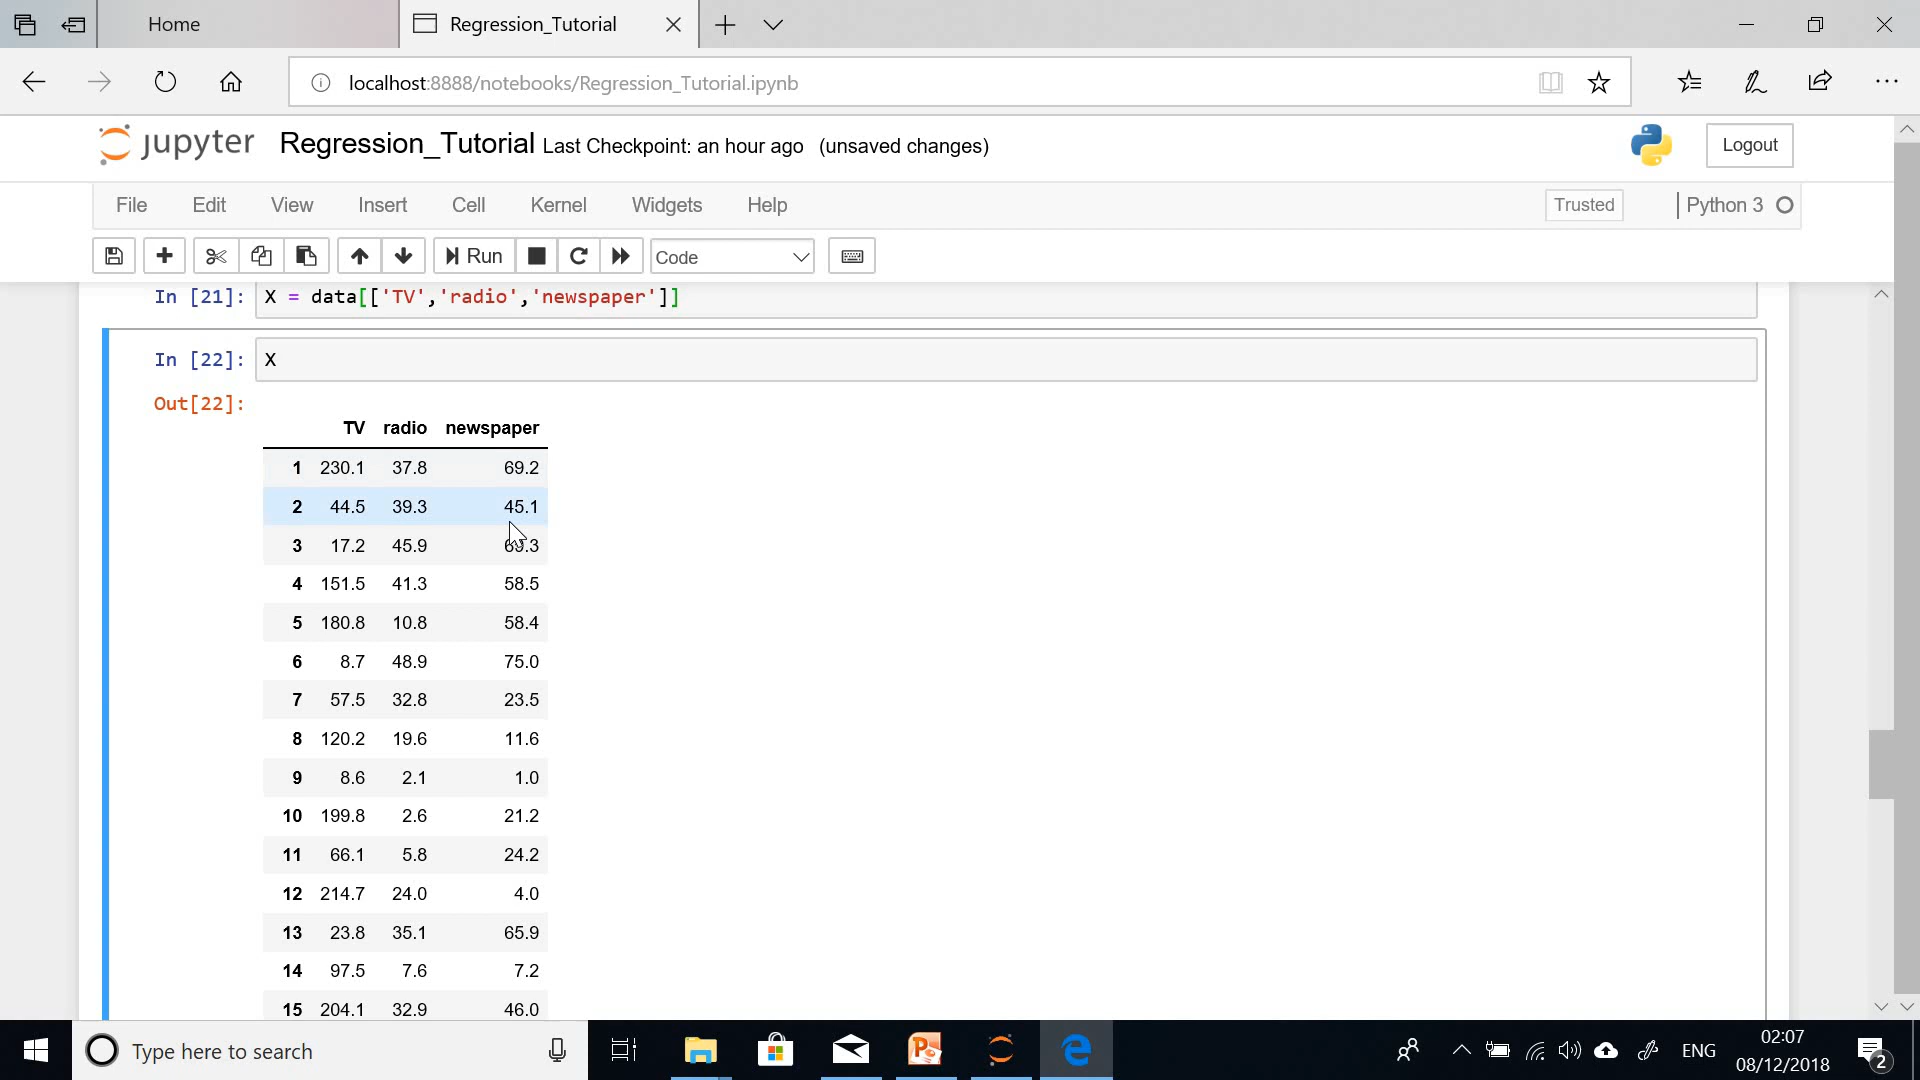 Home
Regression_Tutorial
localhost:8888/notebooks/Regression_Tutorial.ipynb
jupyter Regression_Tutorial Last Checkpoint: an hour ago (unsaved changes)
Logout
File Edit View Insert Cell Kernel Widgets Help
Trusted
Python 3
Run
Code
In [21]: X = data[['TV','radio','newspaper']]
In [22]: X
Out[22]:
TV radio newspaper
1 230.1 37.8 69.2
2 44.5 39.3 45.1
3 17.2 45.9 69.3
4 151.5 41.3 58.5
5 180.8 10.8 58.4
6 8.7 48.9 75.0
7 57.5 32.8 23.5
8 120.2 19.6 11.6
9 8.6 2.1 1.0
10 199.8 2.6 21.2
11 66.1 5.8 24.2
12 214.7 24.0 4.0
13 23.8 35.1 65.9
14 97.5 7.6 7.2
15 204.1 32.9 46.0
Type here to search
ENG
02:07
08/12/2018
2